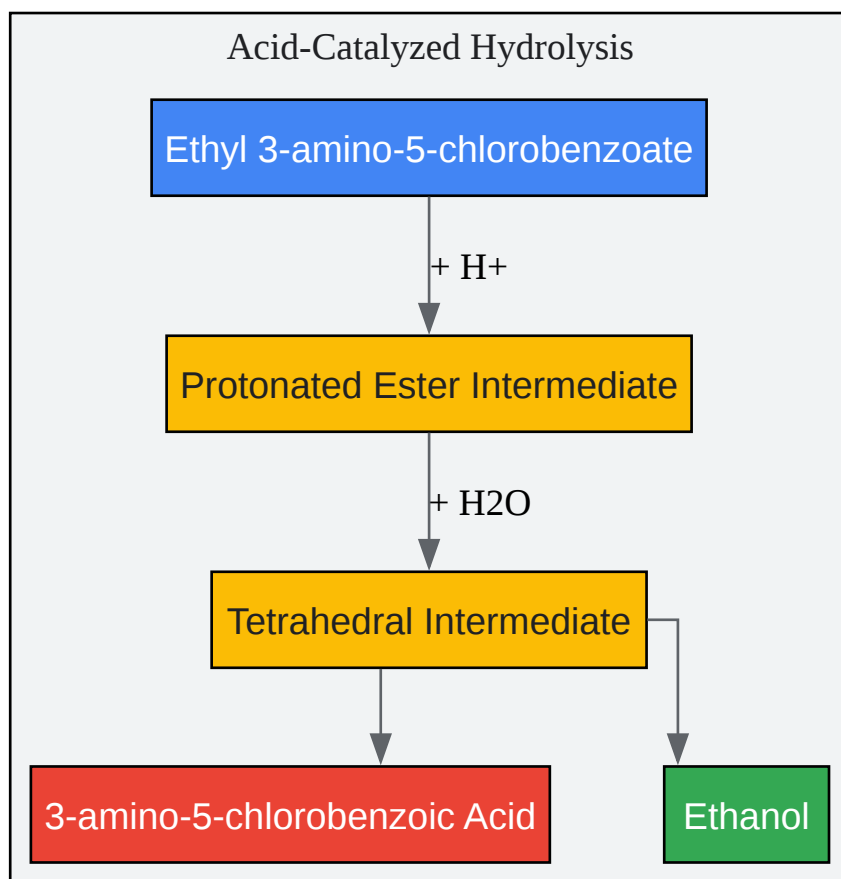 Acid-Catalyzed Hydrolysis
Ethyl 3-amino-5-chlorobenzoate
+ H+
Protonated Ester Intermediate
+ H2O
Tetrahedral Intermediate
3-amino-5-chlorobenzoic Acid
Ethanol